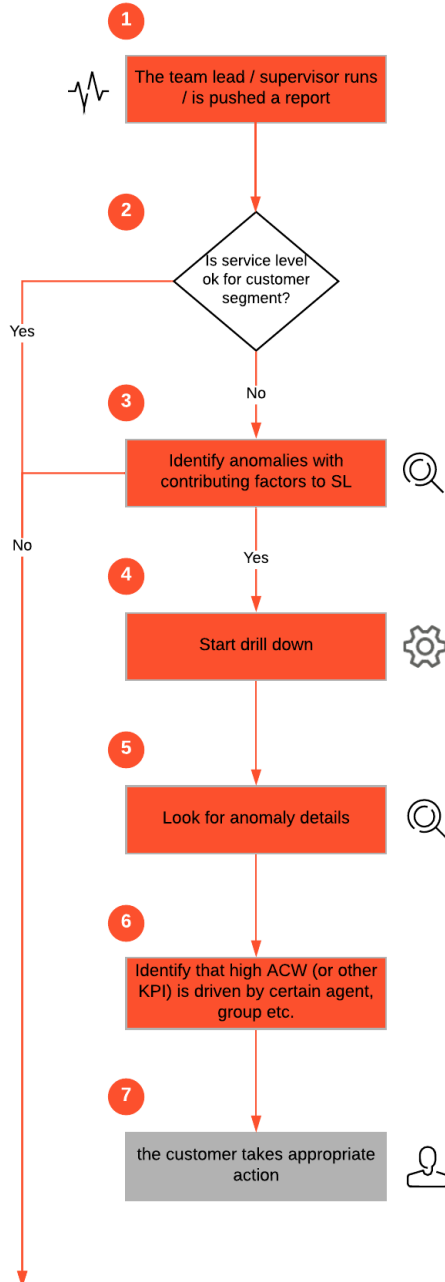 1
The team lead / supervisor runs
/ is pushed a report
2
Is service level
ok for customer
segment?
Yes
No
3
Identify anomalies with
contributing factors to SL
No
Yes
4
Start drill down
5
Look for anomaly details
6
Identify that high ACW (or other
KPI) is driven by certain agent,
group etc.
7
the customer takes appropriate
action